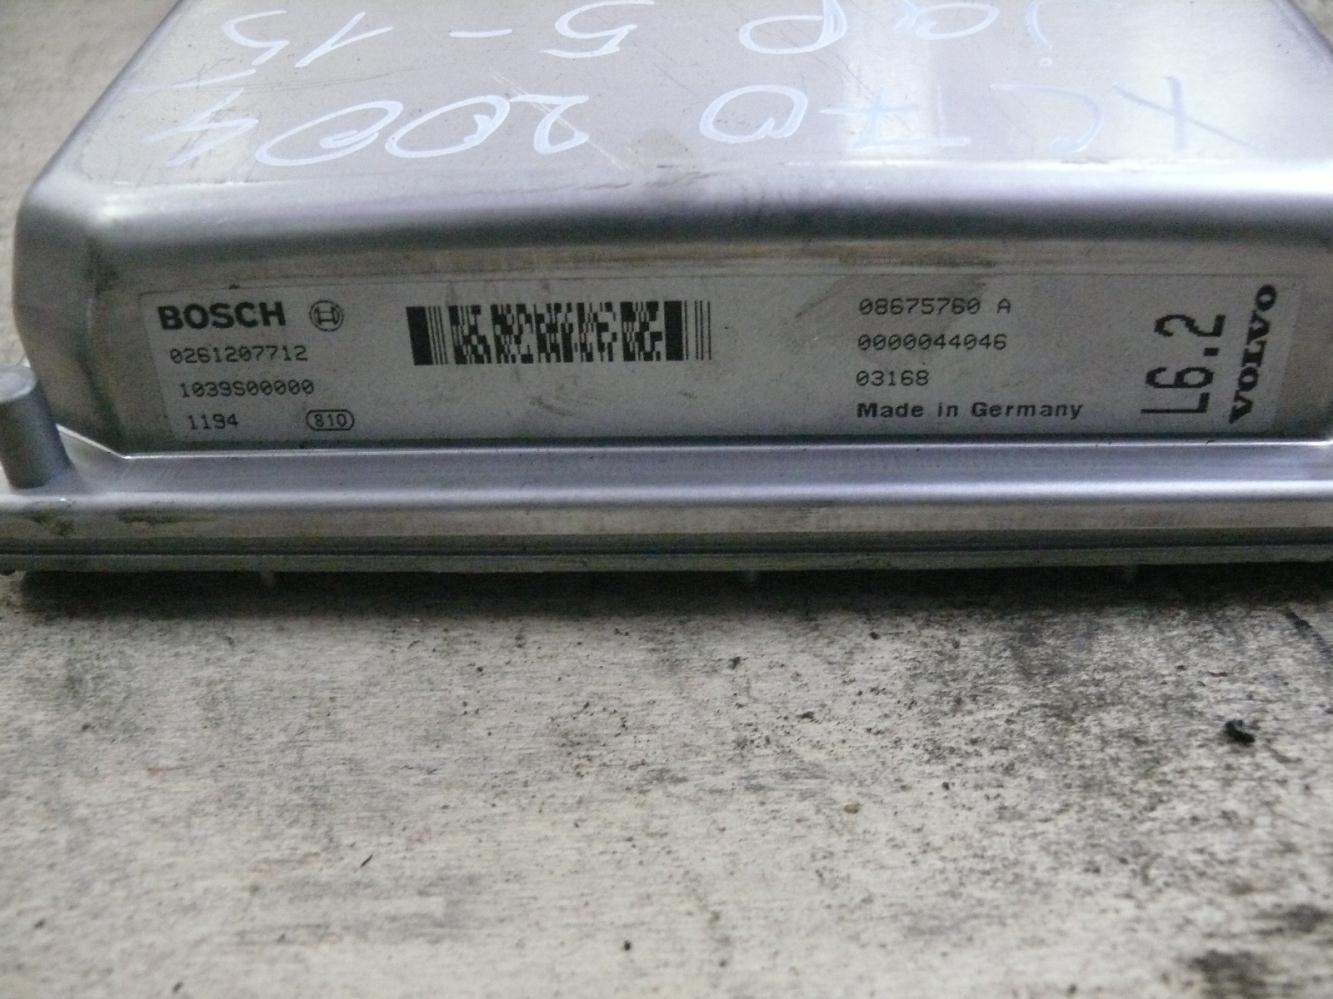 XC 70 2004
jap 5-15
BOSCH
0261207712
1039S00000
1194 810
08675760 A
0000044046
03168
Made in Germany
L6.2
VOLVO